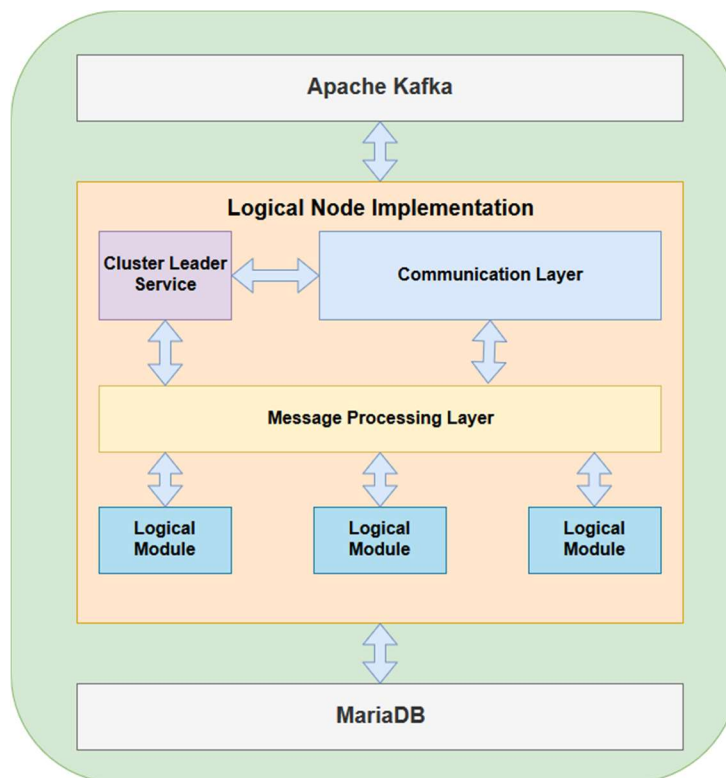 Apache Kafka
Logical Node Implementation
Cluster Leader
Service
Communication Layer
Message Processing Layer
Logical
Module
Logical
Module
Logical
Module
MariaDB